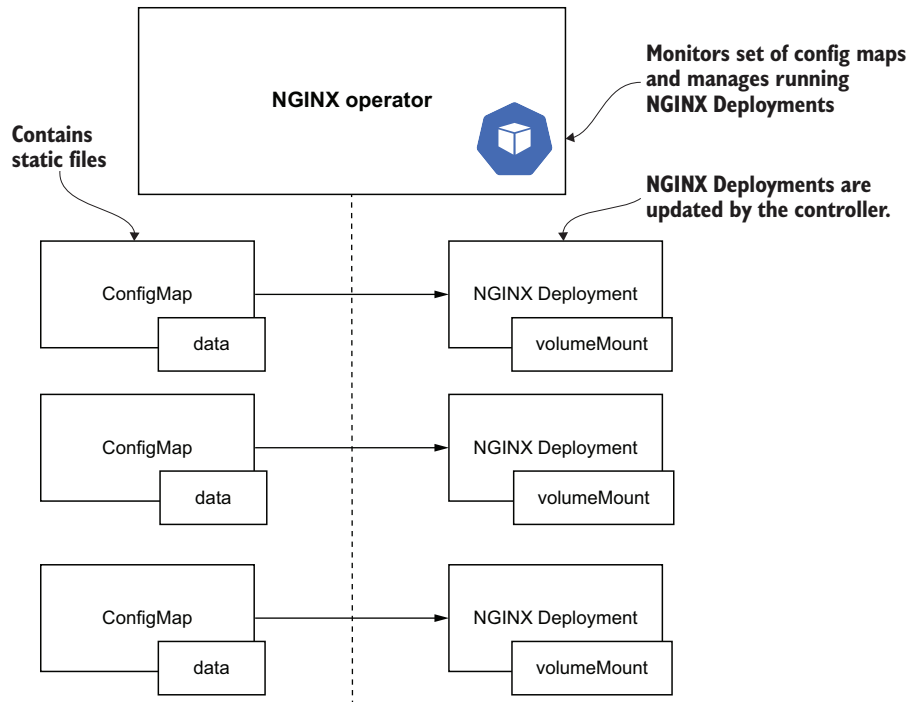 NGINX operator
Monitors set of config maps
and manages running
NGINX Deployments
Contains
static files
NGINX Deployments are
updated by the controller.
ConfigMap
data
NGINX Deployment
volumeMount
ConfigMap
data
NGINX Deployment
volumeMount
ConfigMap
data
NGINX Deployment
volumeMount